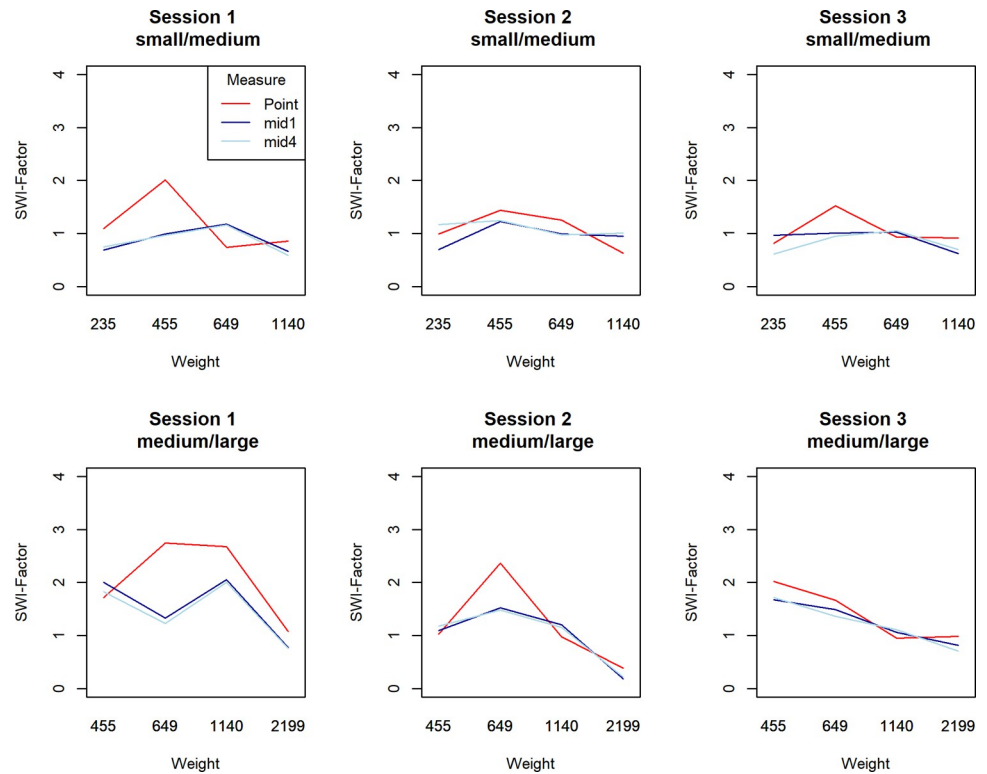 Session 1
small/medium
SWI-Factor
4
3
2
1
0
Measure
Point
mid1
mid4
235 455 649 1140
Weight
Session 2
small/medium
SWI-Factor
4
3
2
1
0
235 455 649 1140
Weight
Session 3
small/medium
SWI-Factor
4
3
2
1
0
235 455 649 1140
Weight
Session 1
medium/large
SWI-Factor
4
3
2
1
0
455 649 1140 2199
Weight
Session 2
medium/large
SWI-Factor
4
3
2
1
0
455 649 1140 2199
Weight
Session 3
medium/large
SWI-Factor
4
3
2
1
0
455 649 1140 2199
Weight